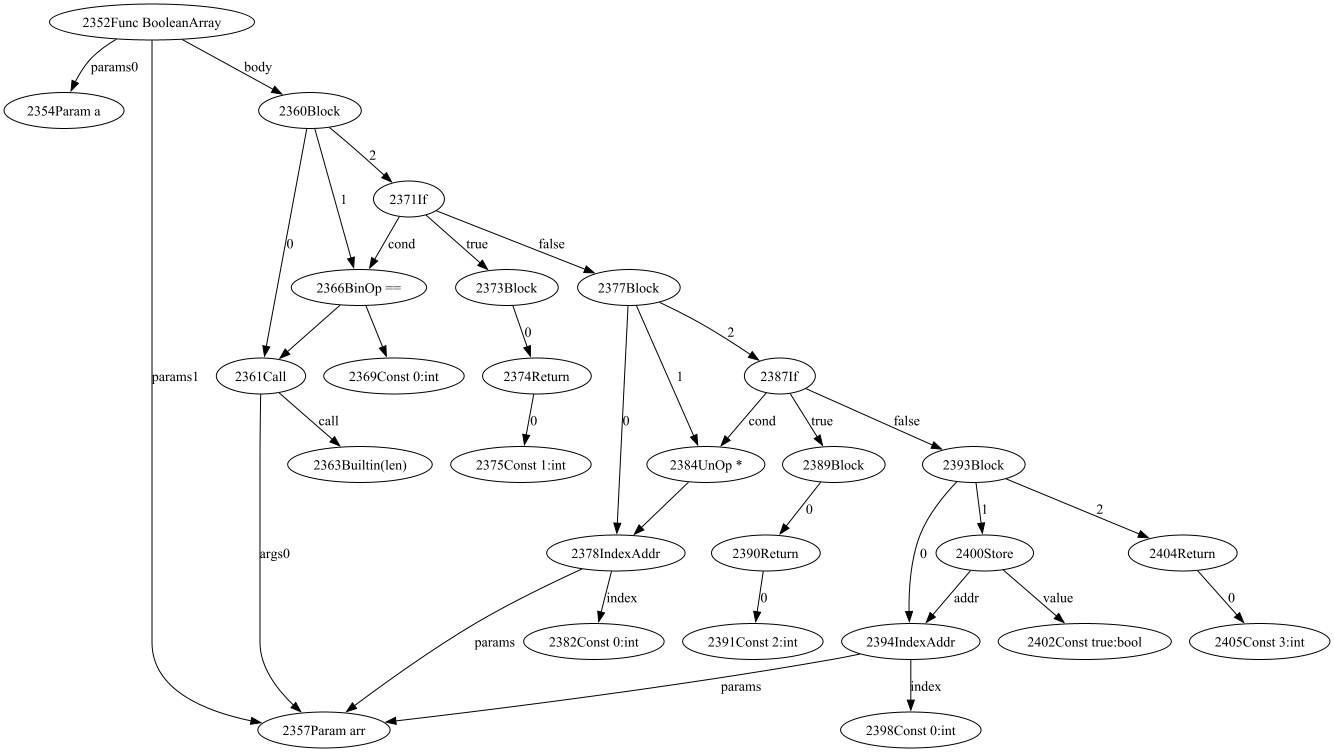 2352Func BooleanArray
params0
body
2354Param a
2360Block
2
2371If
1
0
cond
true
false
2366BinOp ==
2373Block
2377Block
0
2
params1
2361Call
2369Const 0:int
2374Return
1
2387If
call
0
0
cond
true
false
2363Builtin(len)
2375Const 1:int
2384UnOp *
2389Block
2393Block
0
1
2
args0
2378IndexAddr
2390Return
0
2400Store
2404Return
index
0
addr
value
0
params
2382Const 0:int
2391Const 2:int
2394IndexAddr
2402Const true:bool
2405Const 3:int
params
index
2357Param arr
2398Const 0:int